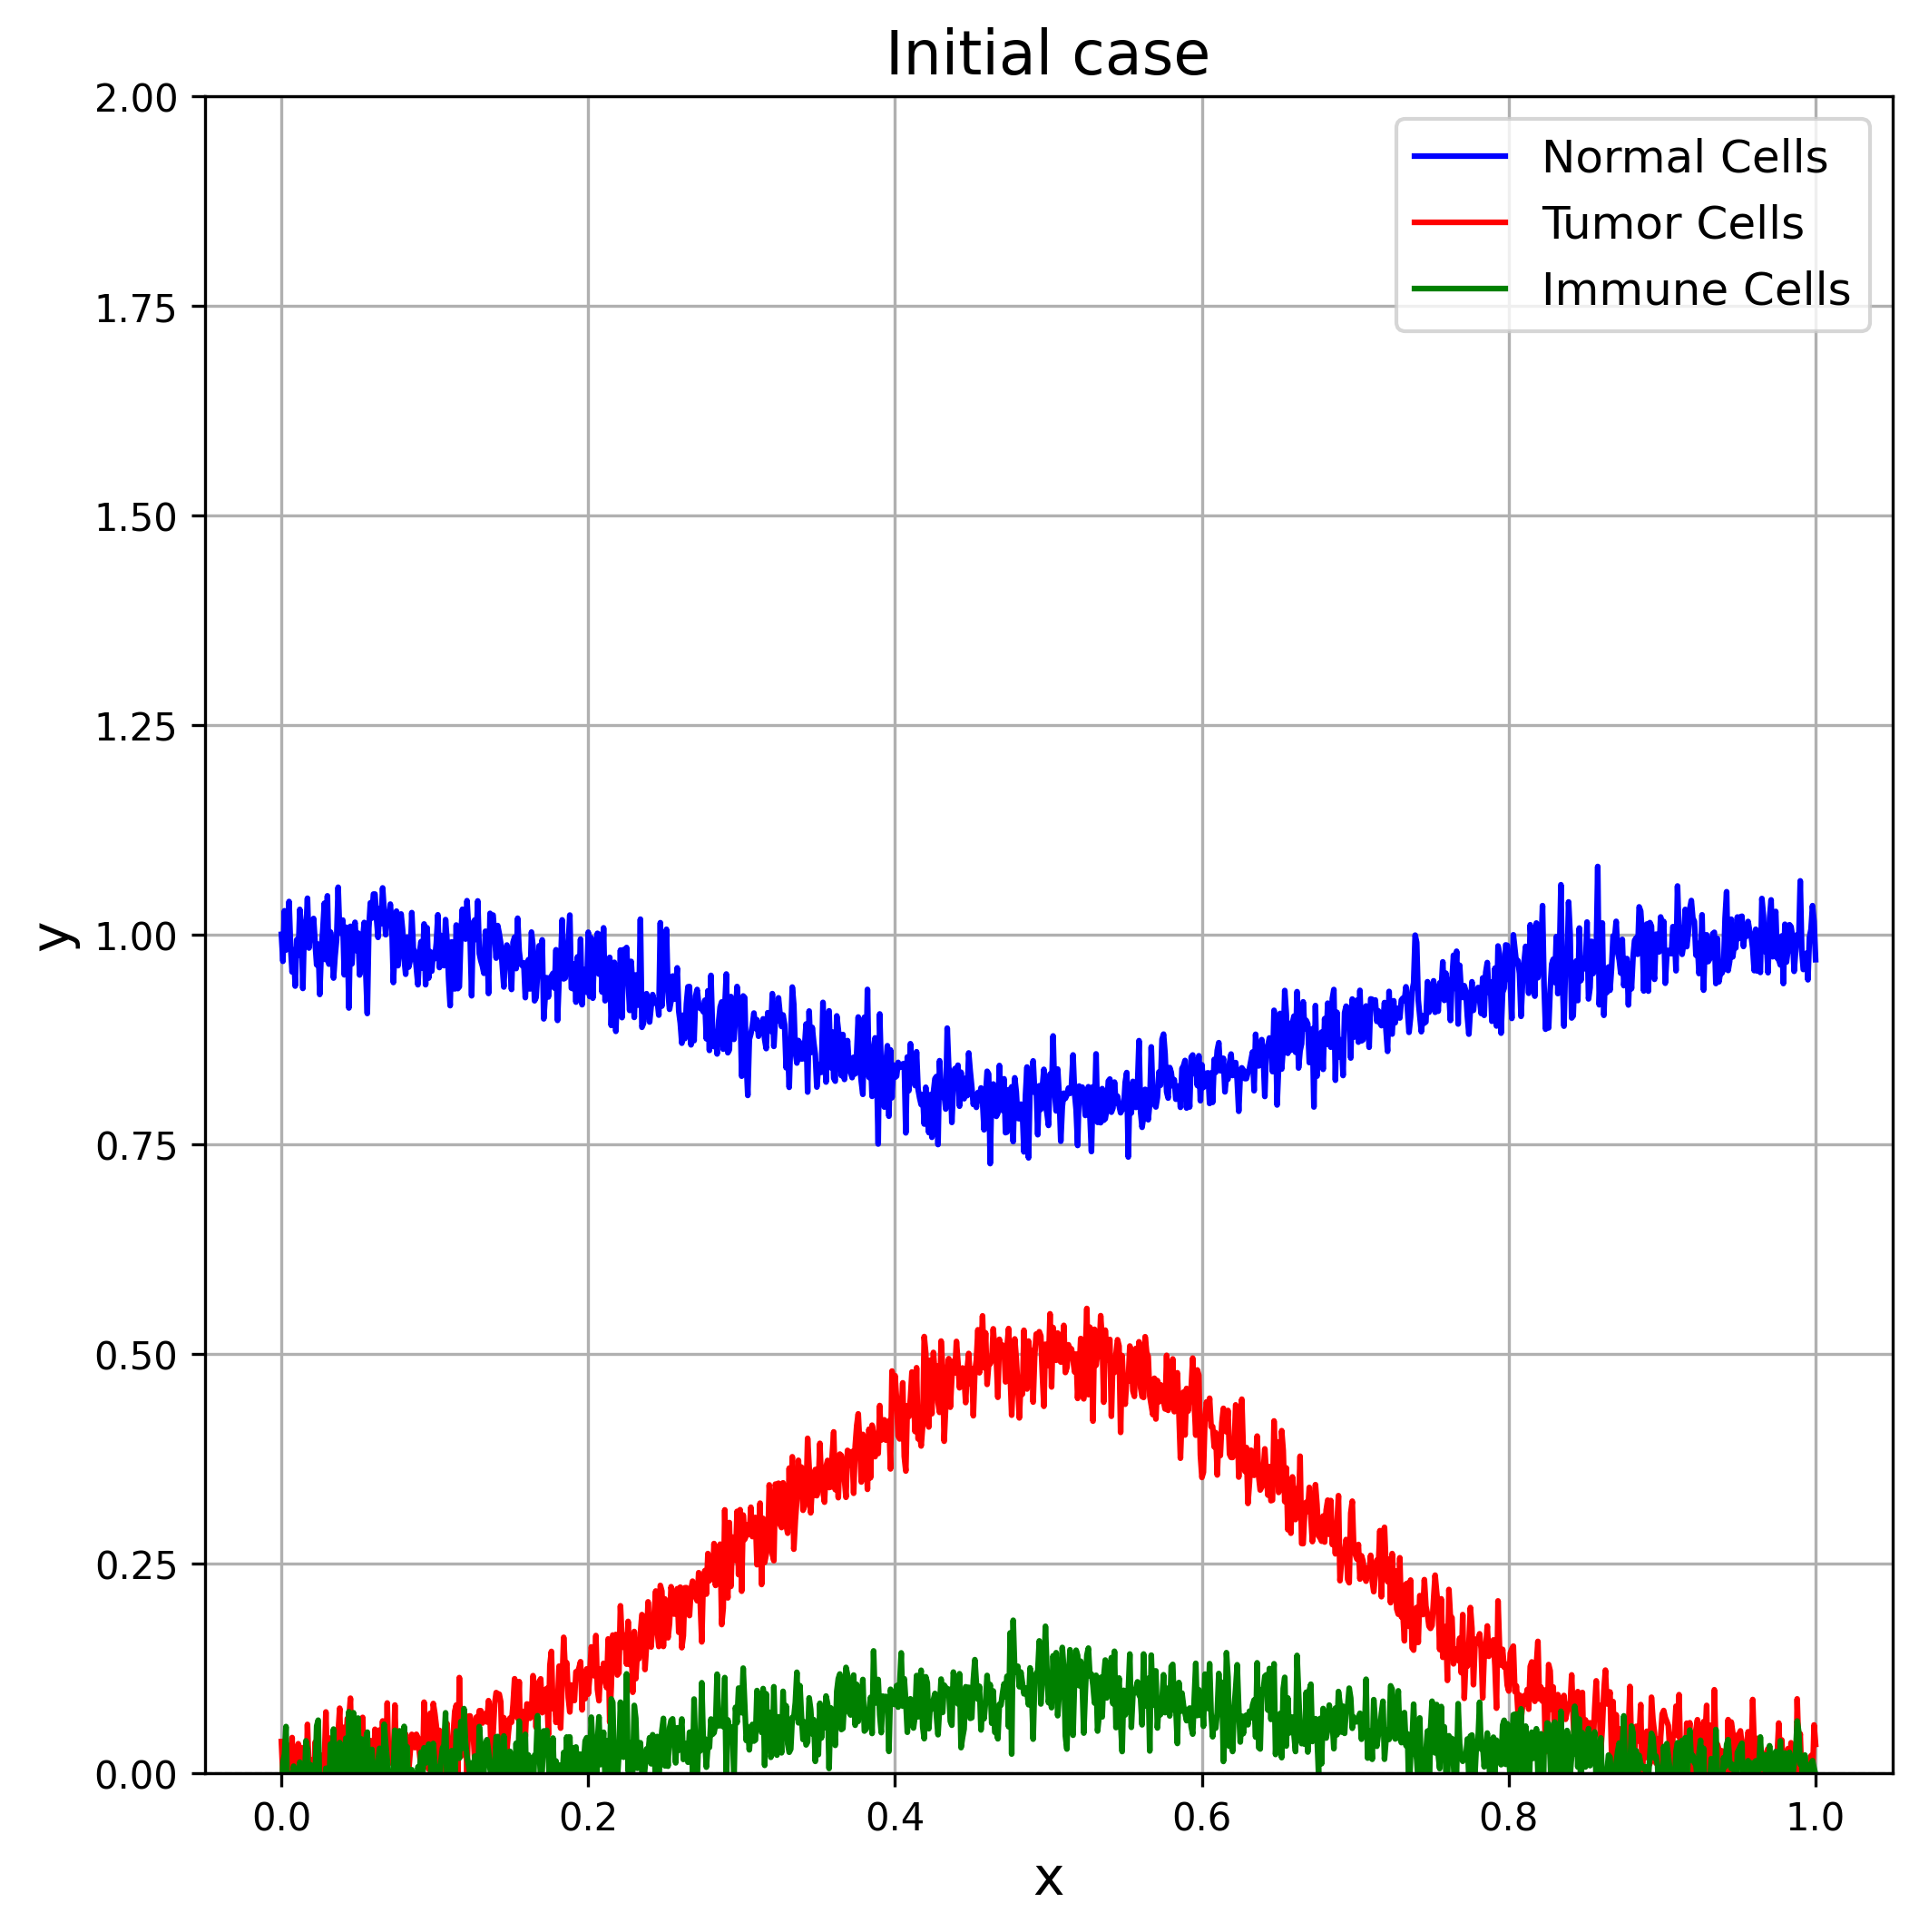 Initial case
2.00
1.75
1.50
1.25
1.00
0.75
0.50
0.25
0.00
y
Normal Cells
Tumor Cells
Immune Cells
0.0 0.2 0.4 0.6 0.8 1.0
x